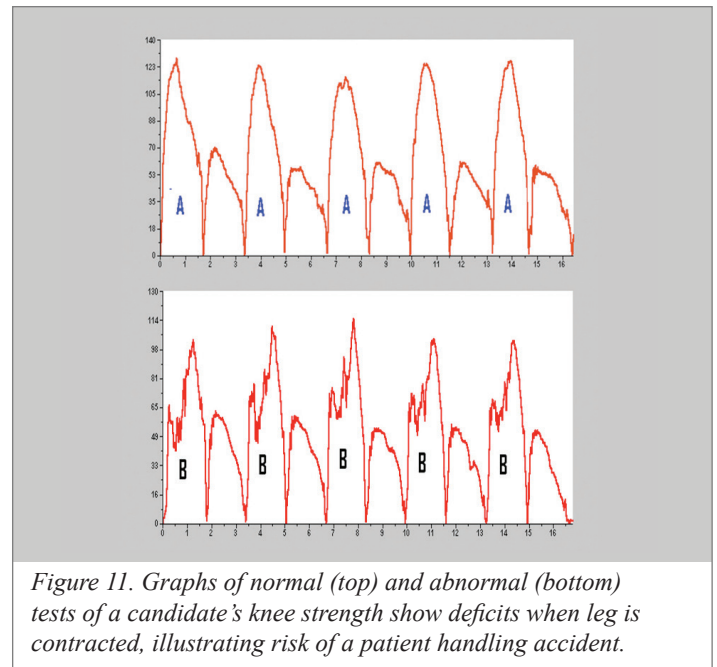 140
123
105
88
70
53
35
18
0
A A A A A
0 1 2 3 4 5 6 7 8 9 10 11 12 13 14 15 16
130
114
98
81
65
49
33
16
0
B B B B B
0 1 2 3 4 5 6 7 8 9 10 11 12 13 14 15 16
Figure 11. Graphs of normal (top) and abnormal (bottom)
tests of a candidate’s knee strength show deficits when leg is
contracted, illustrating risk of a patient handling accident.